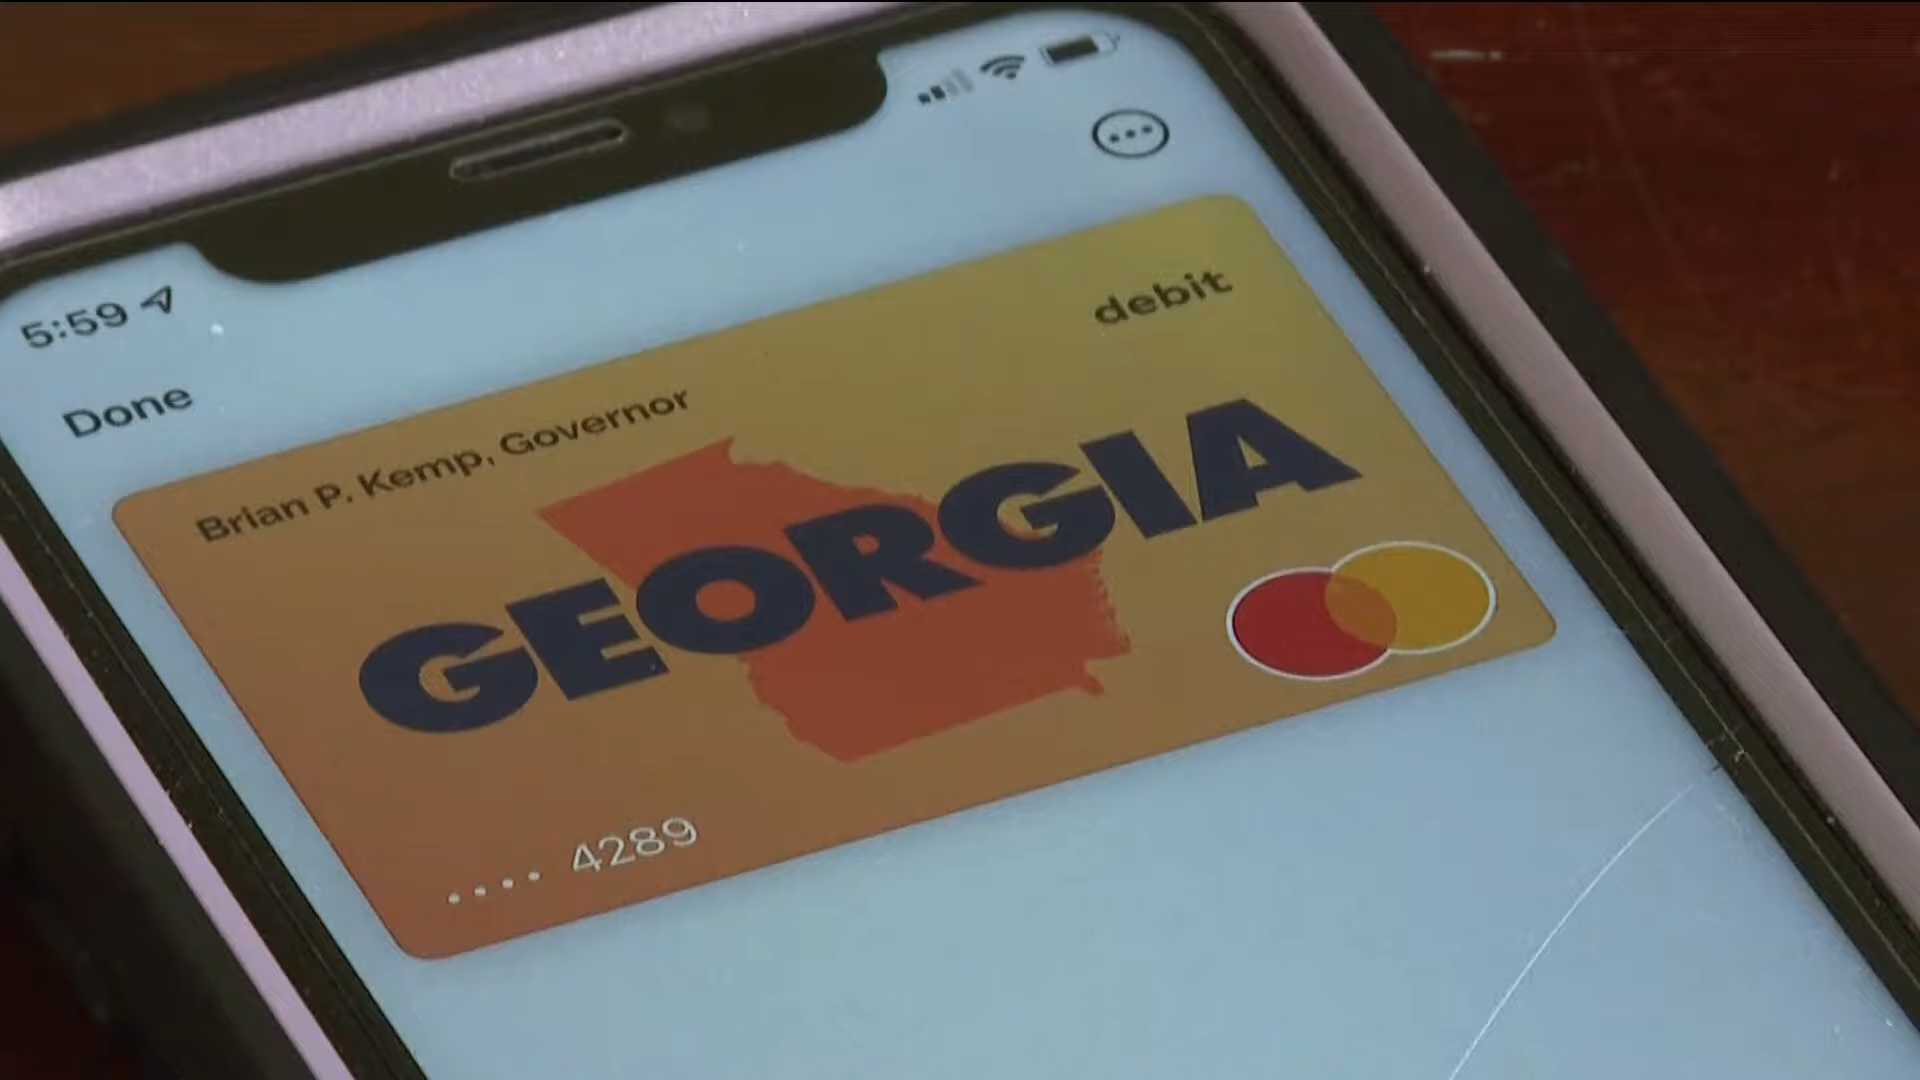 5:59
Done
Brian P. Kemp, Governor
debit
GEORGIA
•••• 4289